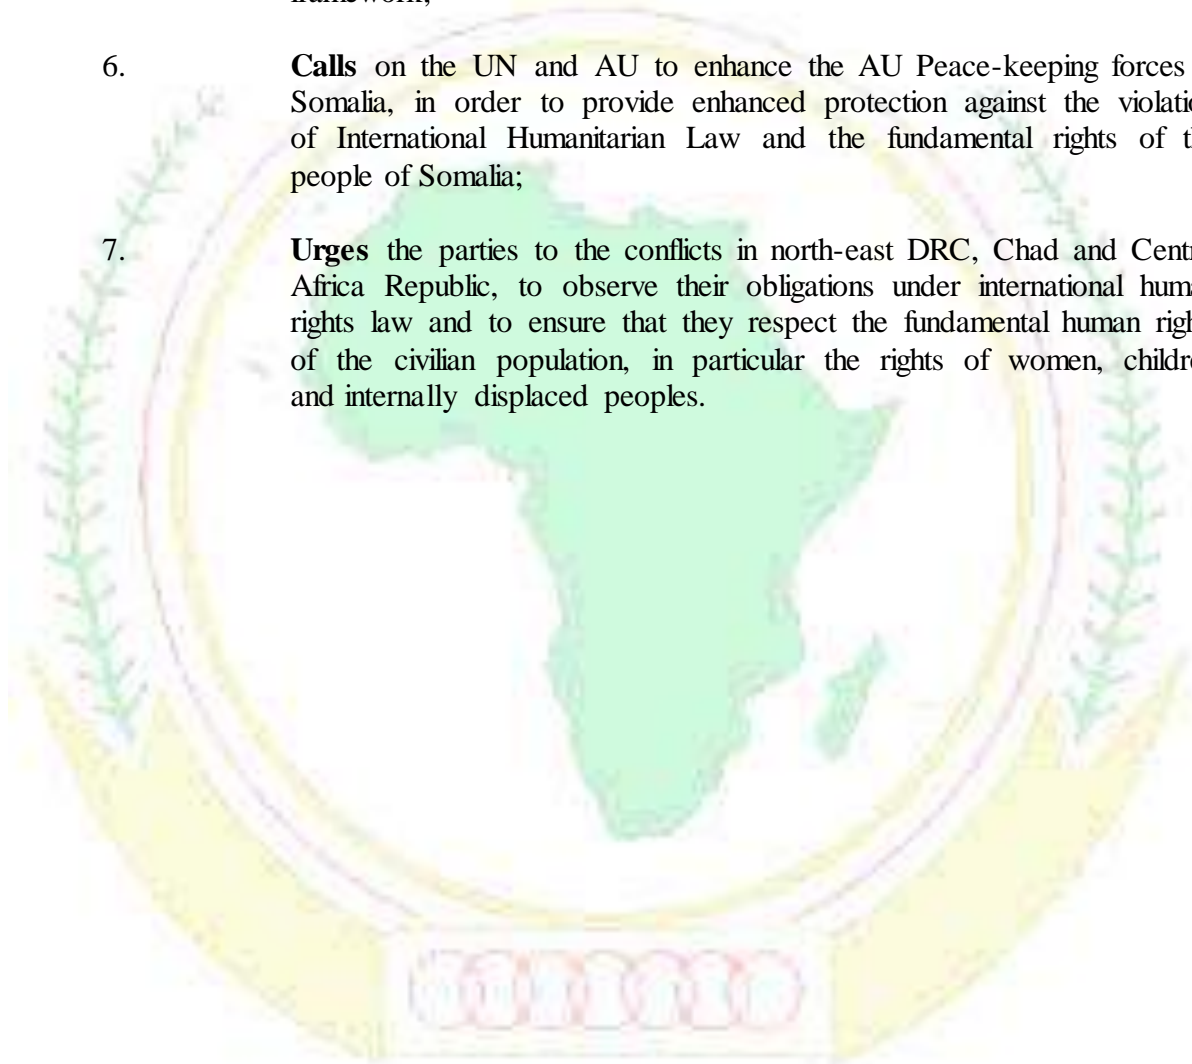 framework;
6. Calls on the UN and AU to enhance the AU Peace-keeping forces
Somalia, in order to provide enhanced protection against the violatio
of International Humanitarian Law and the fundamental rights of th
people of Somalia;
7. Urges the parties to the conflicts in north-east DRC, Chad and Centr
Africa Republic, to observe their obligations under international huma
rights law and to ensure that they respect the fundamental human righ
of the civilian population, in particular the rights of women, childre
and internally displaced peoples.